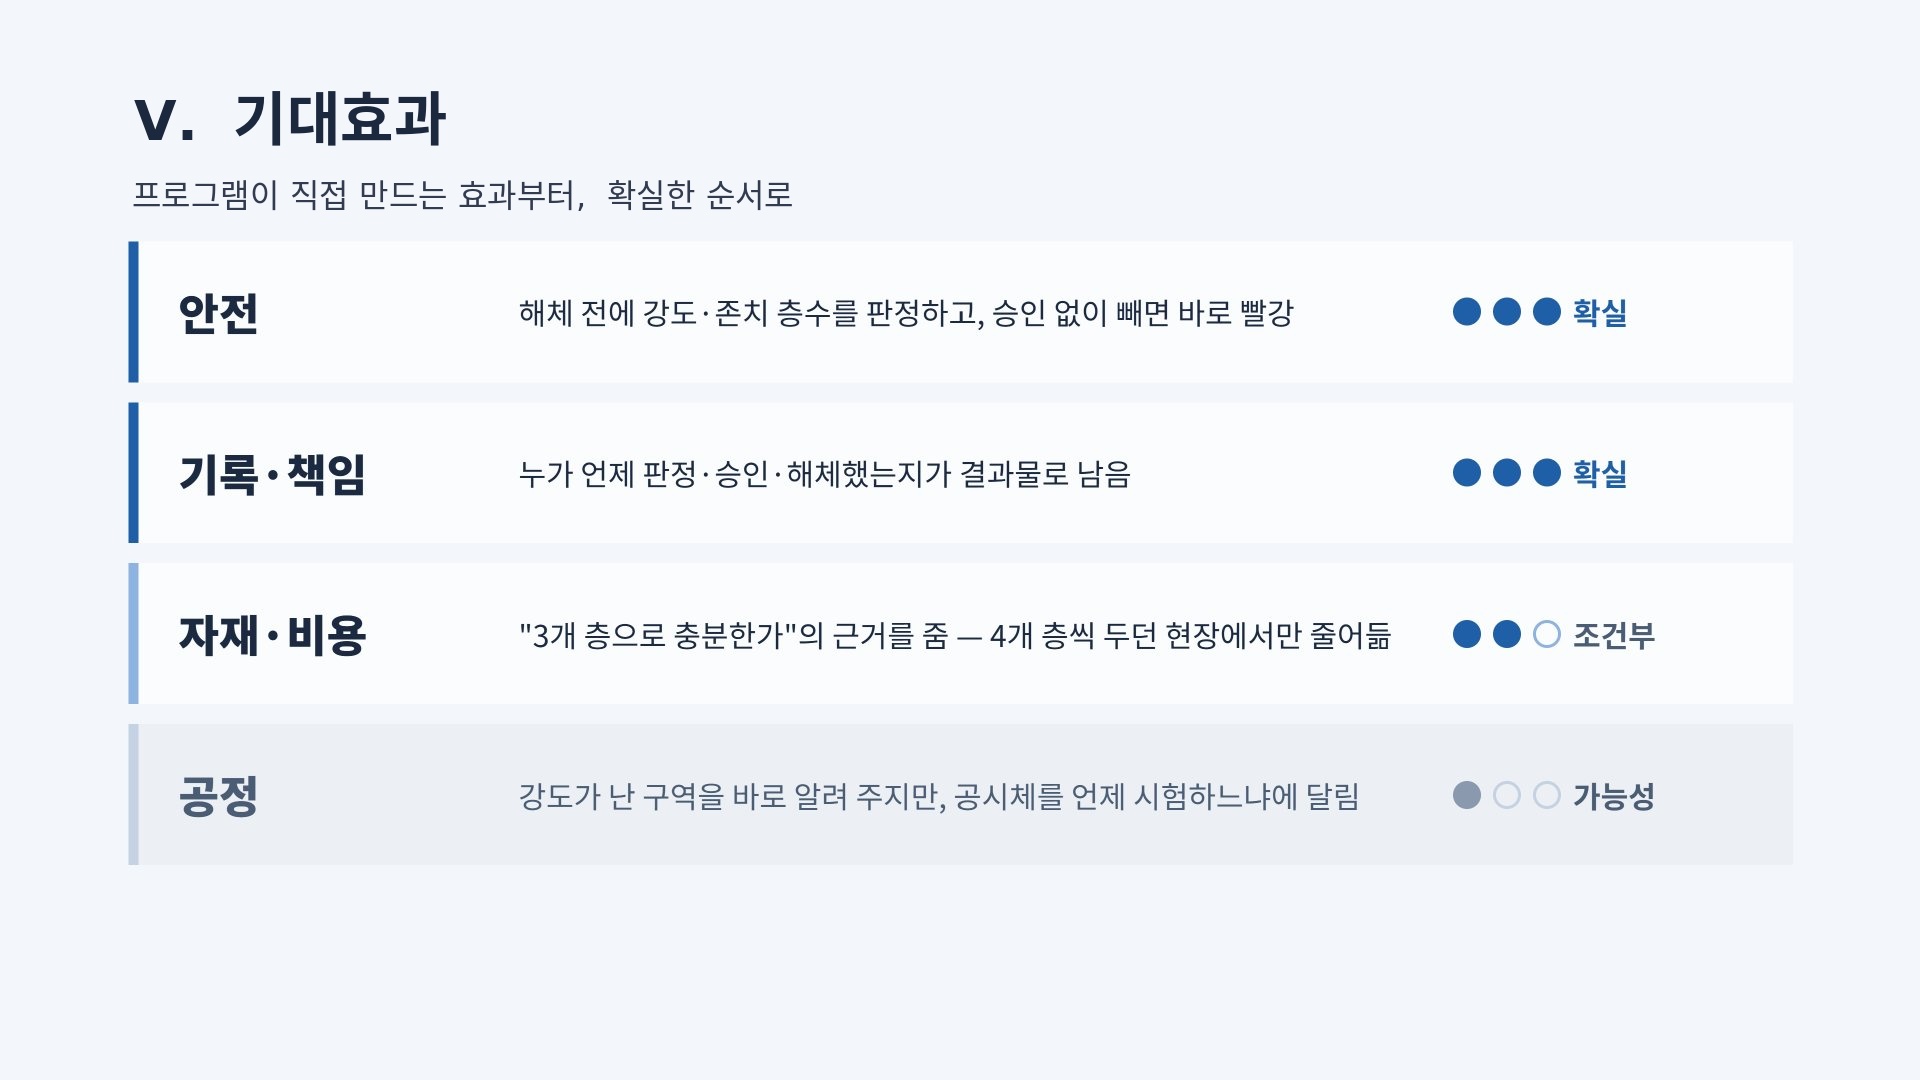 V. 기대효과
프로그램이 직접 만드는 효과부터, 확실한 순서로
안전 해체 전에 강도·존치 층수를 판정하고, 승인 없이 빼면 바로 빨강 확실
기록·책임 누가 언제 판정·승인·해체했는지가 결과물로 남음 확실
자재·비용 "3개 층으로 충분한가"의 근거를 줌 — 4개 층씩 두던 현장에서만 줄어듦 조건부
공정 강도가 난 구역을 바로 알려 주지만, 공시체를 언제 시험하느냐에 달림 가능성